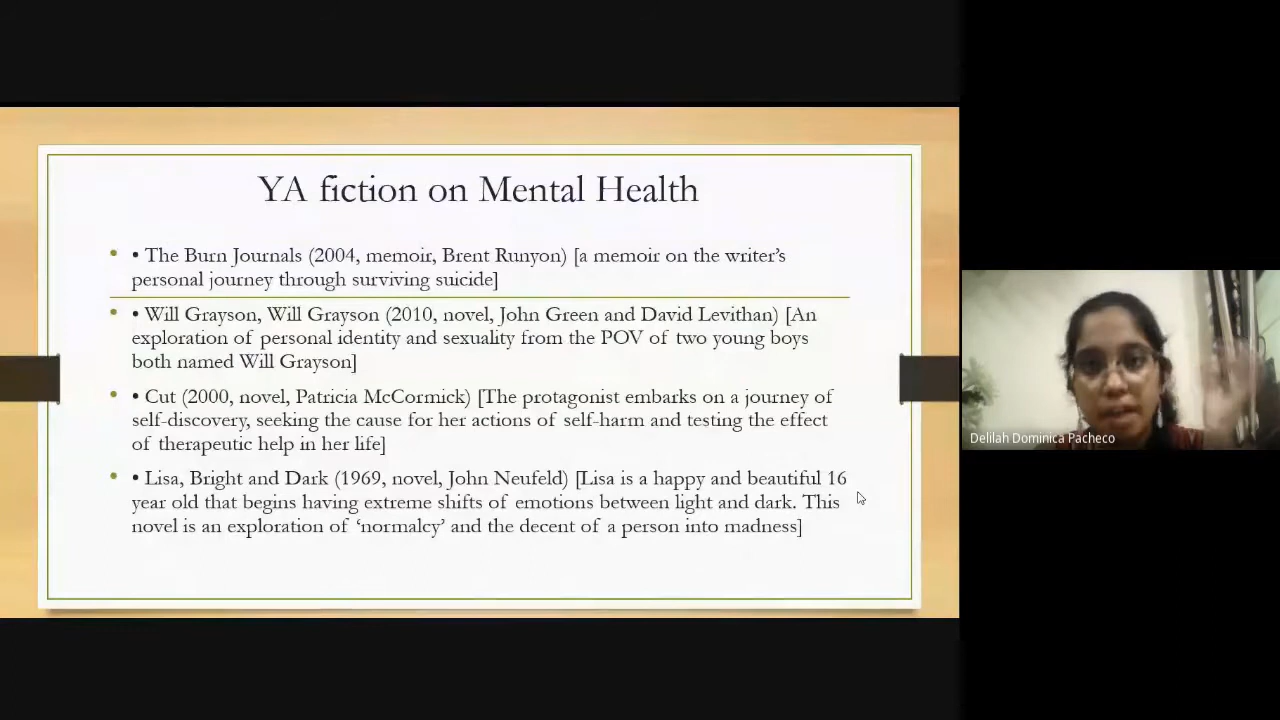 YA fiction on Mental Health
• • The Burn Journals (2004, memoir, Brent Runyon) [a memoir on the writer’s
personal journey through surviving suicide]
• • Will Grayson, Will Grayson (2010, novel, John Green and David Levithan) [An
exploration of personal identity and sexuality from the POV of two young boys
both named Will Grayson]
• • Cut (2000, novel, Patricia McCormick) [The protagonist embarks on a journey of
self-discovery, seeking the cause for her actions of self-harm and testing the effect
of therapeutic help in her life]
• • Lisa, Bright and Dark (1969, novel, John Neufeld) [Lisa is a happy and beautiful 16
year old that begins having extreme shifts of emotions between light and dark. This
novel is an exploration of ‘normalcy’ and the decent of a person into madness]
Delilah Dominica Pacheco